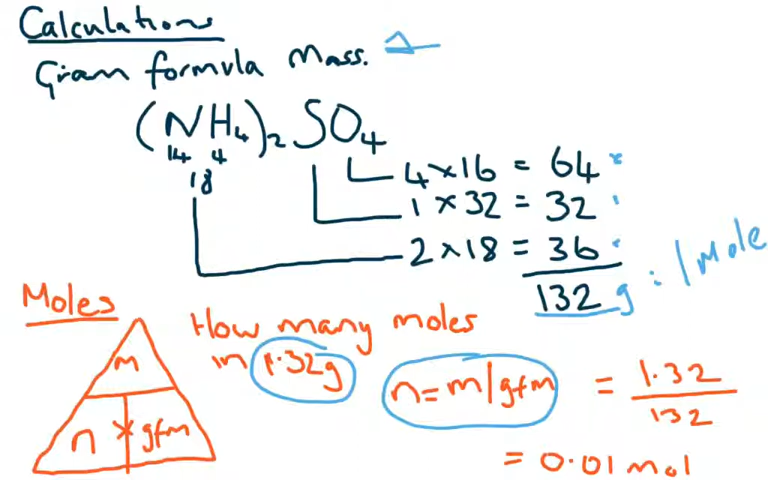 Calculations
Gram formula Mass.
(NH₄)₂SO₄
14 4
18
4×16 = 64
1×32 = 32
2×18 = 36
132g : 1 mole
Moles
m
n × gfm
How many moles
in 1.32g
n = m/gfm = 1.32
132
= 0.01 mol